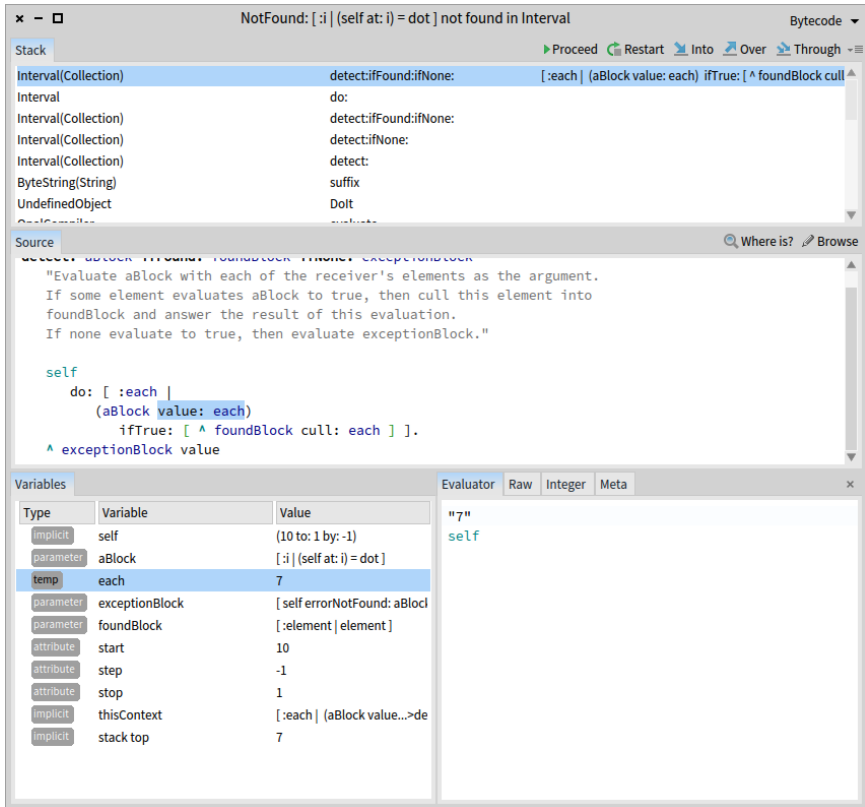 NotFound: [ :i | (self at: i) = dot ] not found in Interval
Bytecode
Stack
Proceed Restart Into Over Through
Interval(Collection) detect:ifFound:ifNone: [ :each | (aBlock value: each) ifTrue: [ ^ foundBlock cull
Interval do:
Interval(Collection) detect:ifFound:ifNone:
Interval(Collection) detect:ifNone:
Interval(Collection) detect:
ByteString(String) suffix
UndefinedObject DoIt
OpalCompiler evaluate
Source Where is? Browse
detect: aBlock ifFound: foundBlock ifNone: exceptionBlock
"Evaluate aBlock with each of the receiver's elements as the argument.
If some element evaluates aBlock to true, then cull this element into
foundBlock and answer the result of this evaluation.
If none evaluate to true, then evaluate exceptionBlock."
self
do: [ :each |
(aBlock value: each)
ifTrue: [ ^ foundBlock cull: each ] ].
^ exceptionBlock value
Variables
Type Variable Value
implicit self (10 to: 1 by: -1)
parameter aBlock [ :i | (self at: i) = dot ]
temp each 7
parameter exceptionBlock [ self errorNotFound: aBlock
parameter foundBlock [ :element | element ]
attribute start 10
attribute step -1
attribute stop 1
implicit thisContext [ :each | (aBlock value...>de
implicit stack top 7
Evaluator Raw Integer Meta
"7"
self